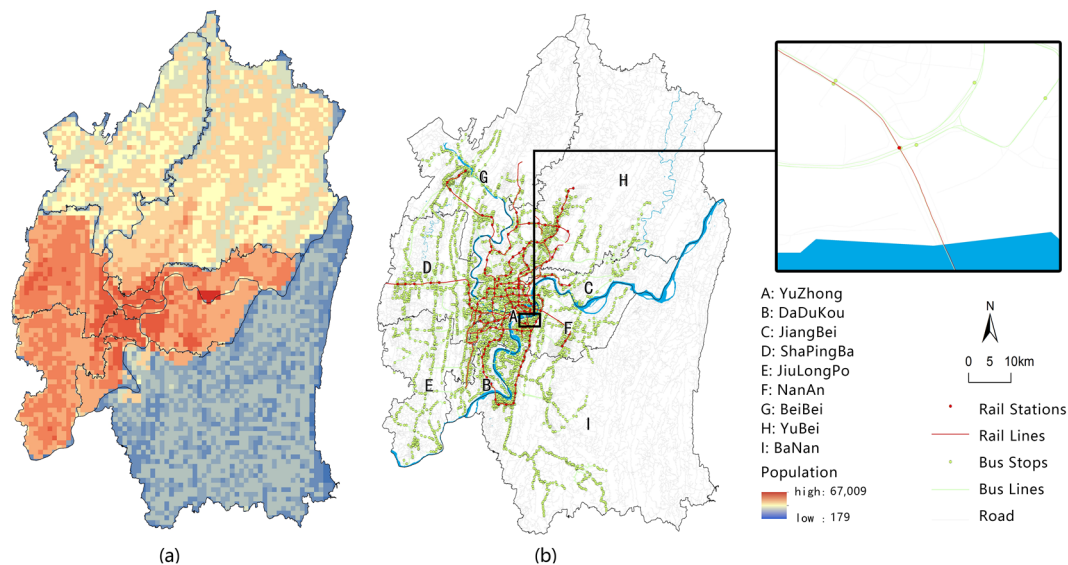 G
H
D
C
A
F
E
B
I
A: YuZhong
B: DaDuKou
C: JiangBei
D: ShaPingBa
E: JiuLongPo
F: NanAn
G: BeiBei
H: YuBei
I: BaNan
Population
high: 67,009
low : 179
N
0 5 10km
Rail Stations
Rail Lines
Bus Stops
Bus Lines
Road
(a)
(b)